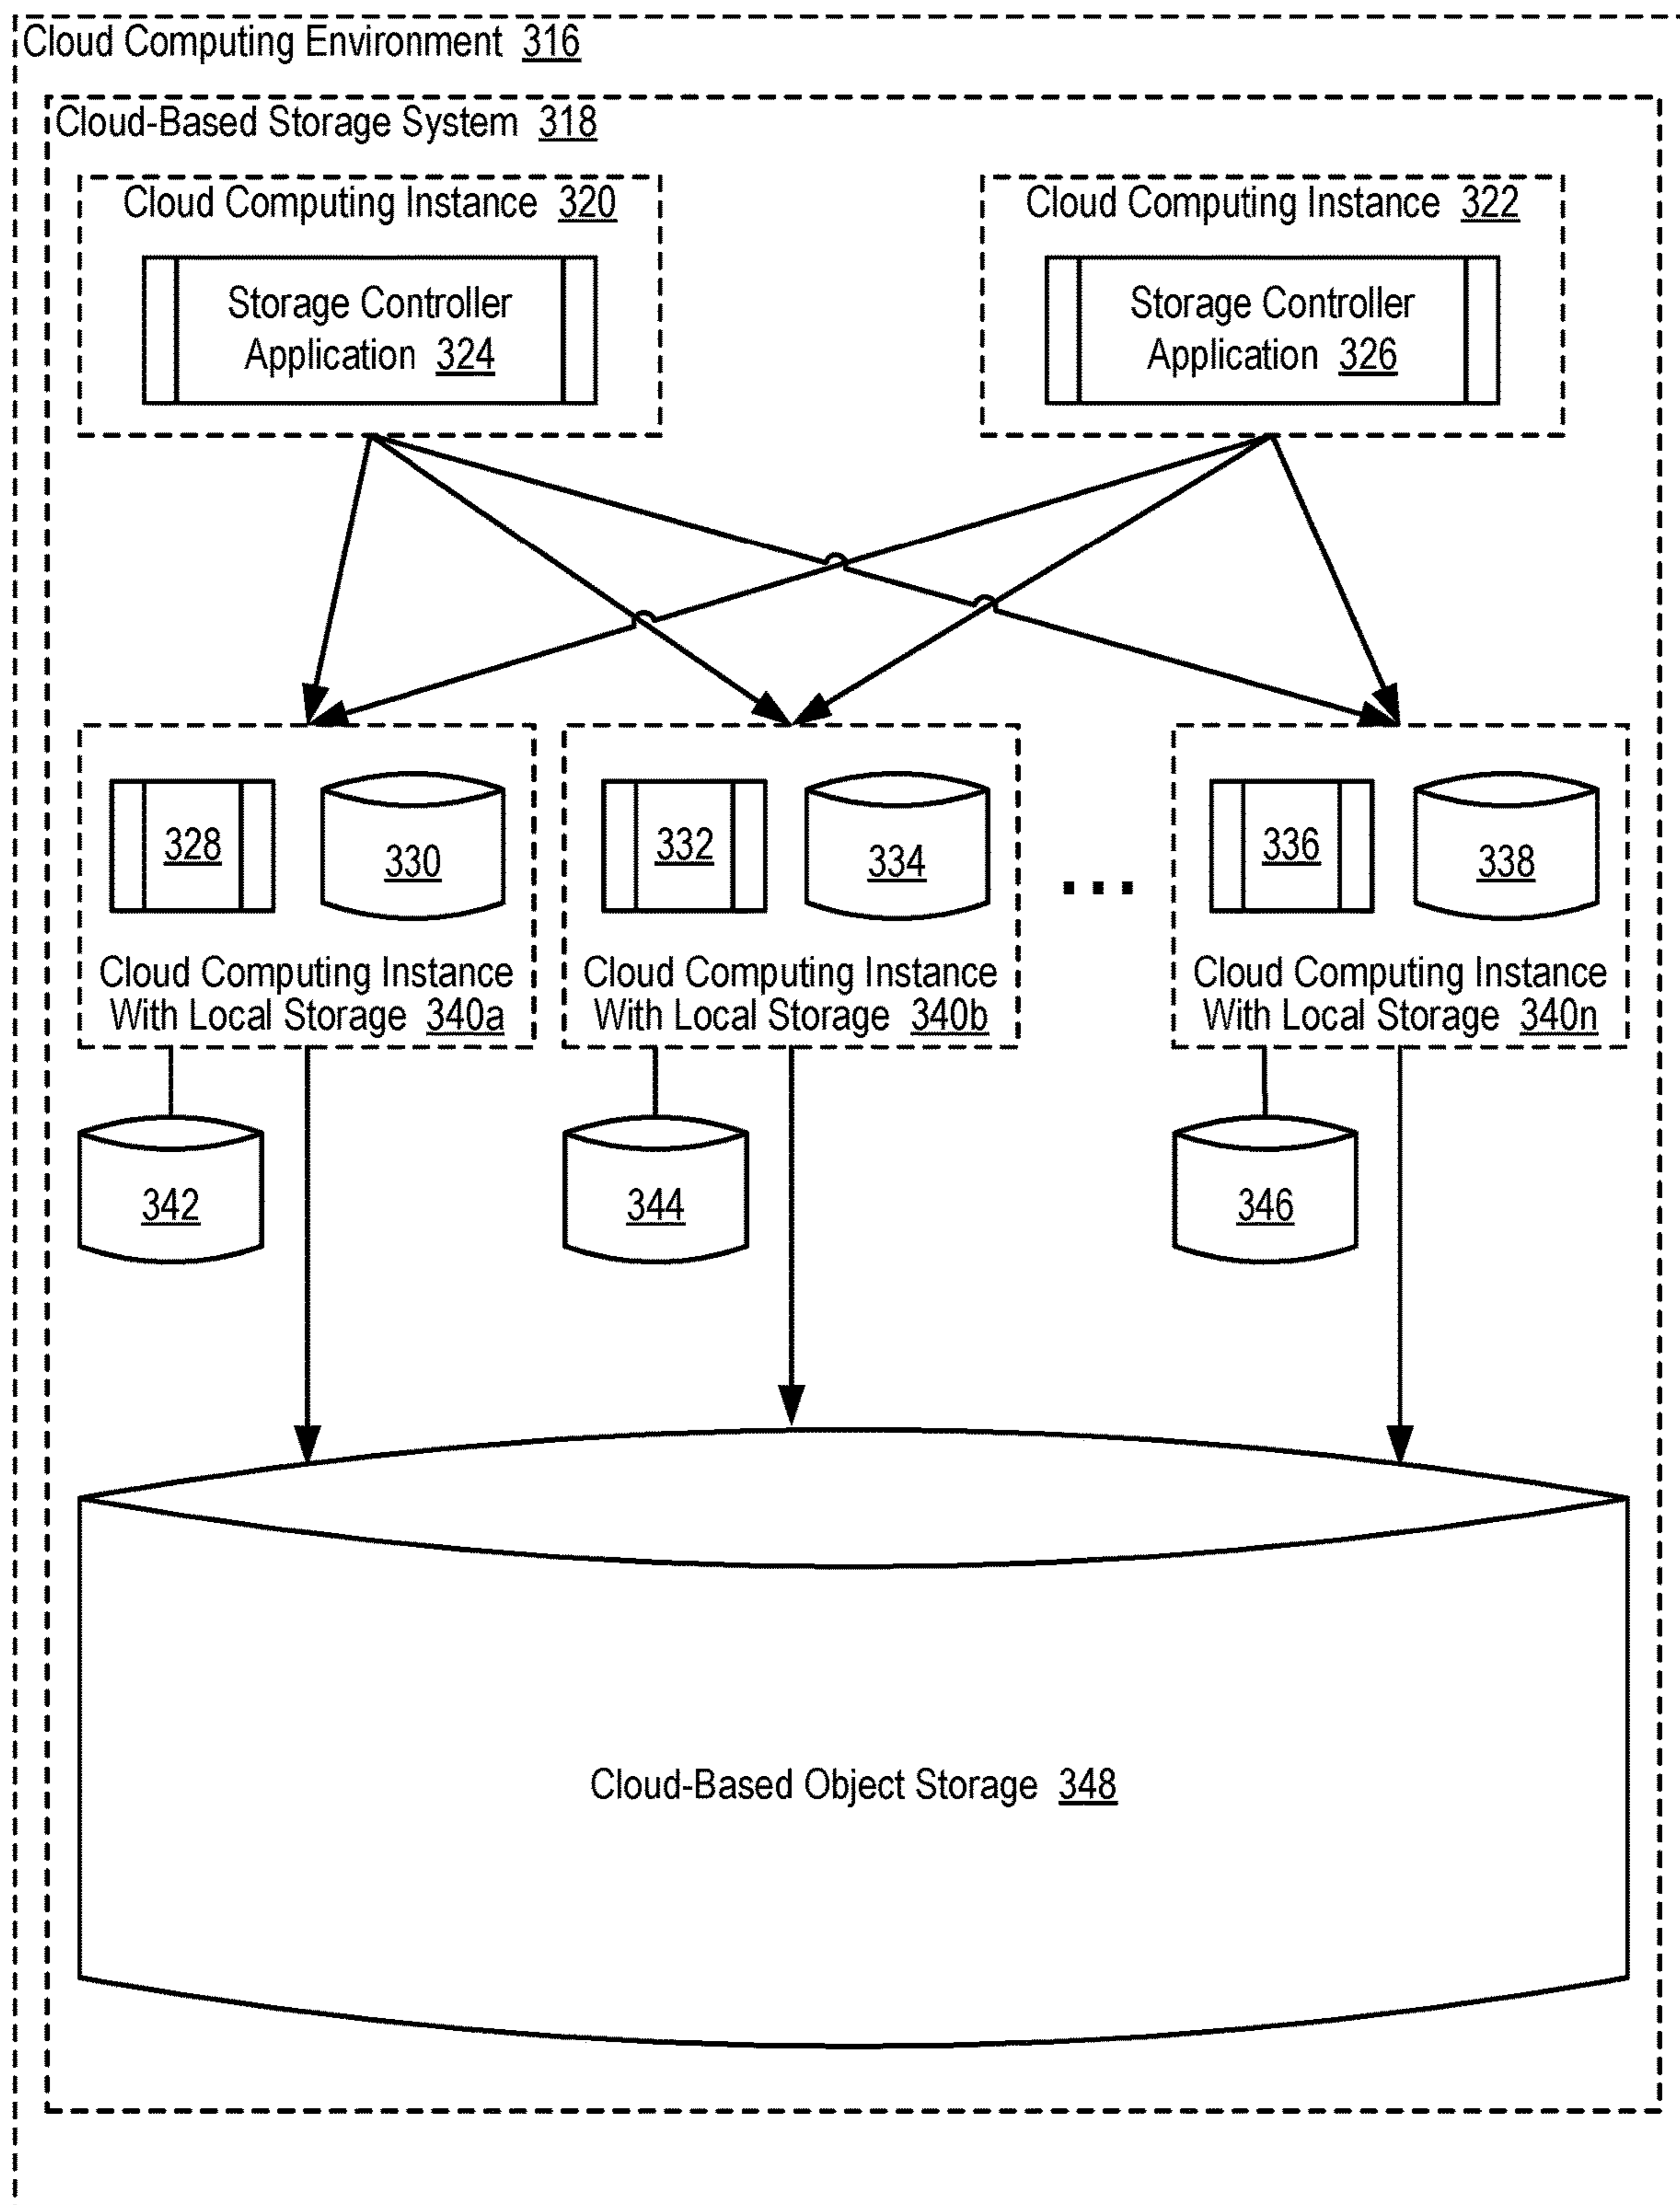 Cloud Computing Environment 316
Cloud-Based Storage System 318
Cloud Computing Instance 320
Storage Controller
Application 324
Cloud Computing Instance 322
Storage Controller
Application 326
328
330
Cloud Computing Instance
With Local Storage 340a
332
334
Cloud Computing Instance
With Local Storage 340b
...
336
338
Cloud Computing Instance
With Local Storage 340n
342
344
346
Cloud-Based Object Storage 348